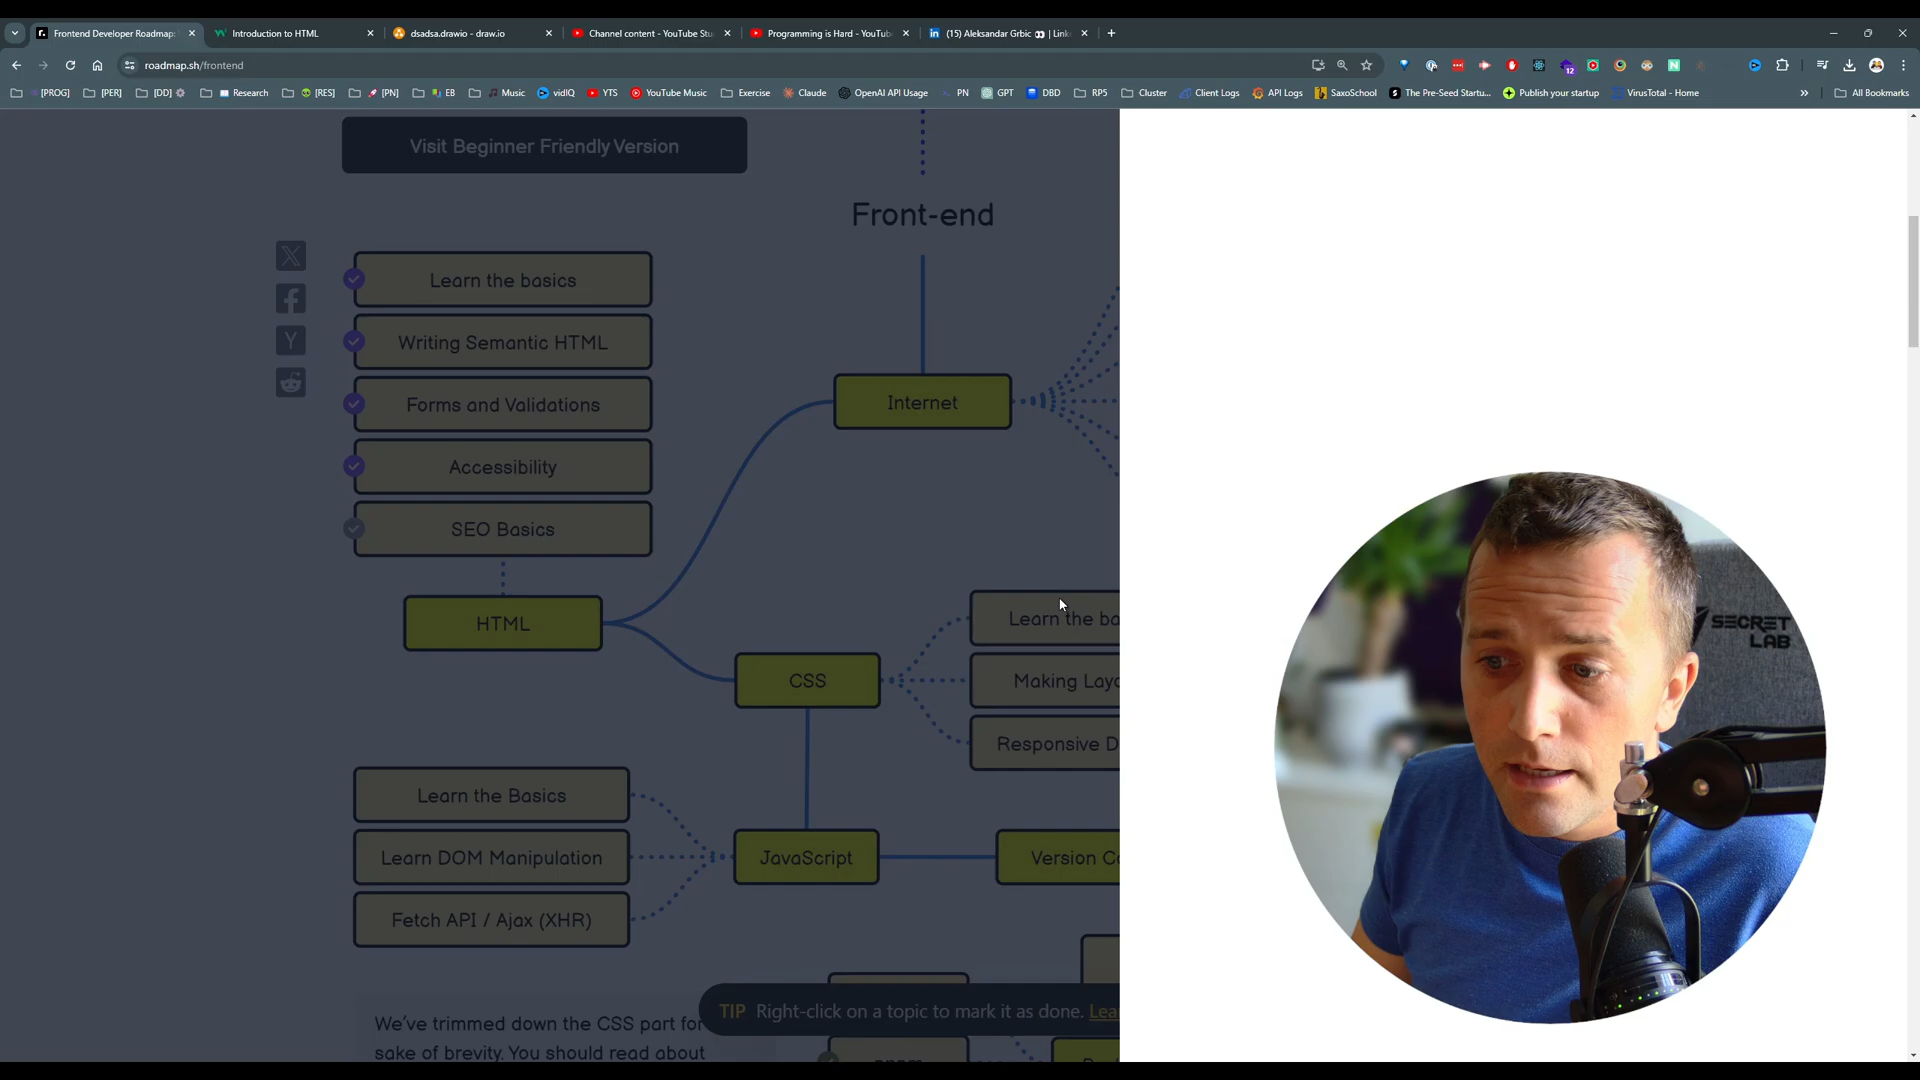 Frontend Developer Roadmap:
Introduction to HTML
dsadsa.drawio - draw.io
Channel content - YouTube Stu
Programming is Hard - YouTube
(15) Aleksandar Grbic 👀 | Link
roadmap.sh/frontend
12
[PROG]
[PER]
[DD]
Research
[RES]
[PN]
EB
Music
vidIQ
YTS
YouTube Music
Exercise
Claude
OpenAI API Usage
PN
GPT
DBD
RP5
Cluster
Client Logs
API Logs
SaxoSchool
The Pre-Seed Startu...
Publish your startup
VirusTotal - Home
All Bookmarks
Visit Beginner Friendly Version
Front-end
Learn the basics
Writing Semantic HTML
Forms and Validations
Accessibility
SEO Basics
HTML
Internet
CSS
Learn the ba
Making Layo
Responsive D
Learn the Basics
Learn DOM Manipulation
Fetch API / Ajax (XHR)
JavaScript
Version Co
We've trimmed down the CSS part for
sake of brevity. You should read about
TIP Right-click on a topic to mark it as done. Lea
SECRET
LAB